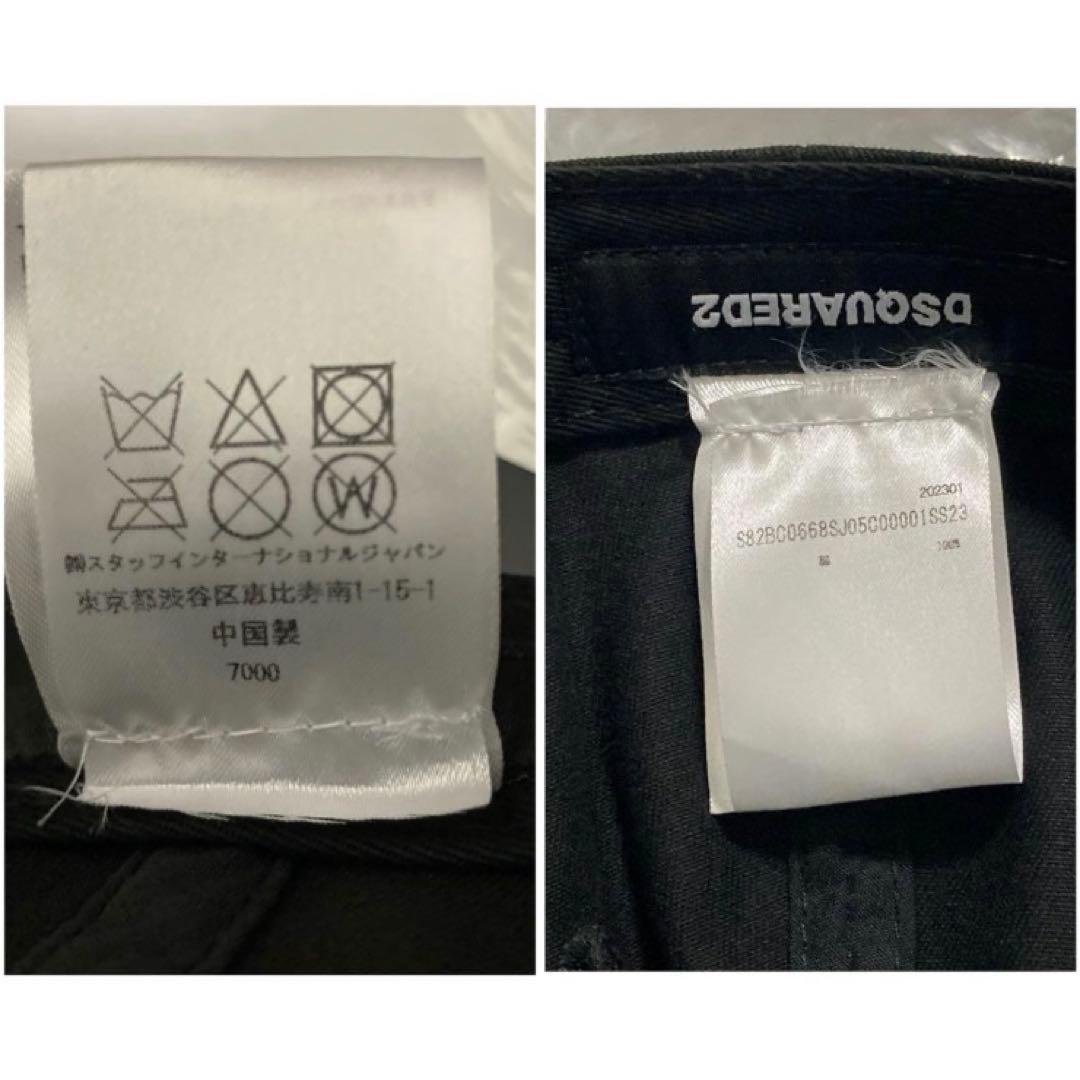 ㈱スタッフインターナショナルジャパン
東京都渋谷区恵比寿南1-15-1
中国製
7000
DSQUARED2
202301
S82BC0668SJ05C00001SS23
綿 100%